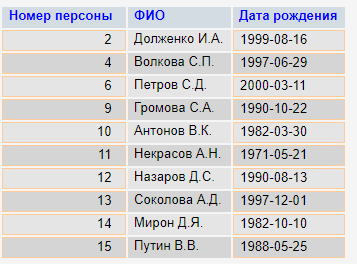 Номер персоны ФИО Дата рождения
2 Долженко И.А. 1999-08-16
4 Волкова С.П. 1997-06-29
6 Петров С.Д. 2000-03-11
9 Громова С.А. 1990-10-22
10 Антонов В.К. 1982-03-30
11 Некрасов А.Н. 1971-05-21
12 Назаров Д.С. 1990-08-13
13 Соколова А.Д. 1997-12-01
14 Мирон Д.Я. 1982-10-10
15 Путин В.В. 1988-05-25